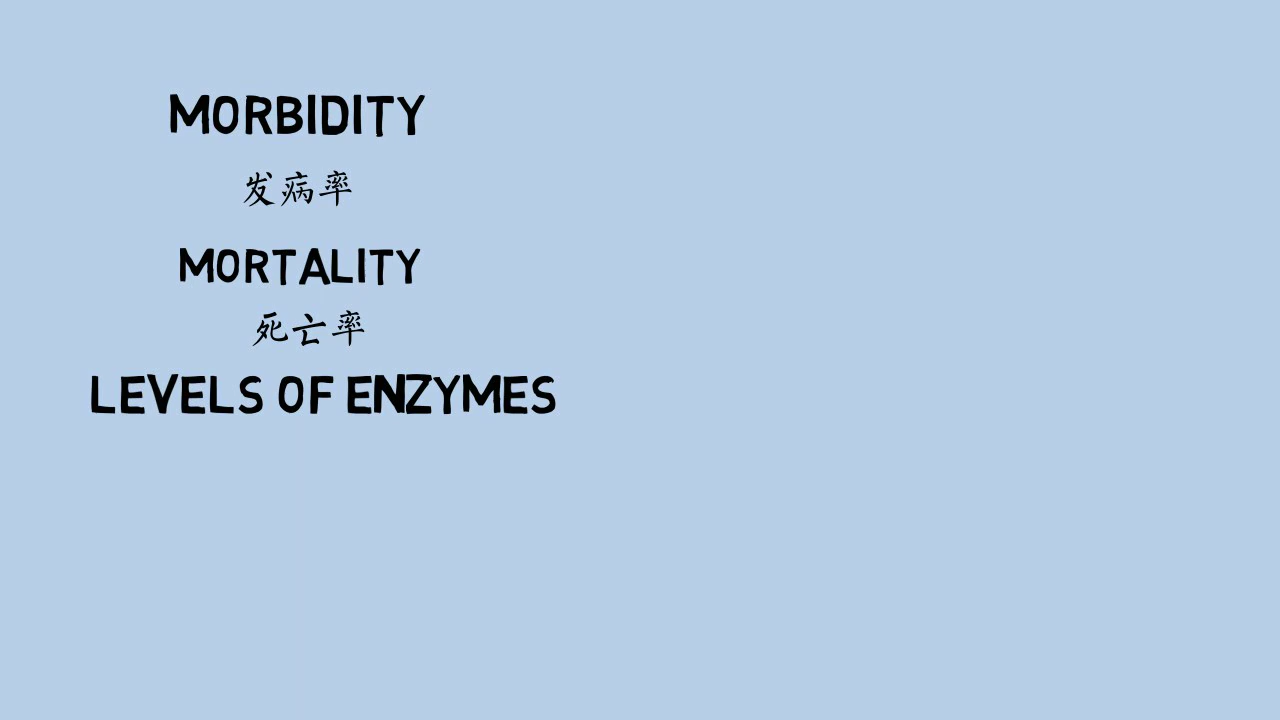 MORBIDITY
发病率
MORTALITY
死亡率
LEVELS OF ENZYMES